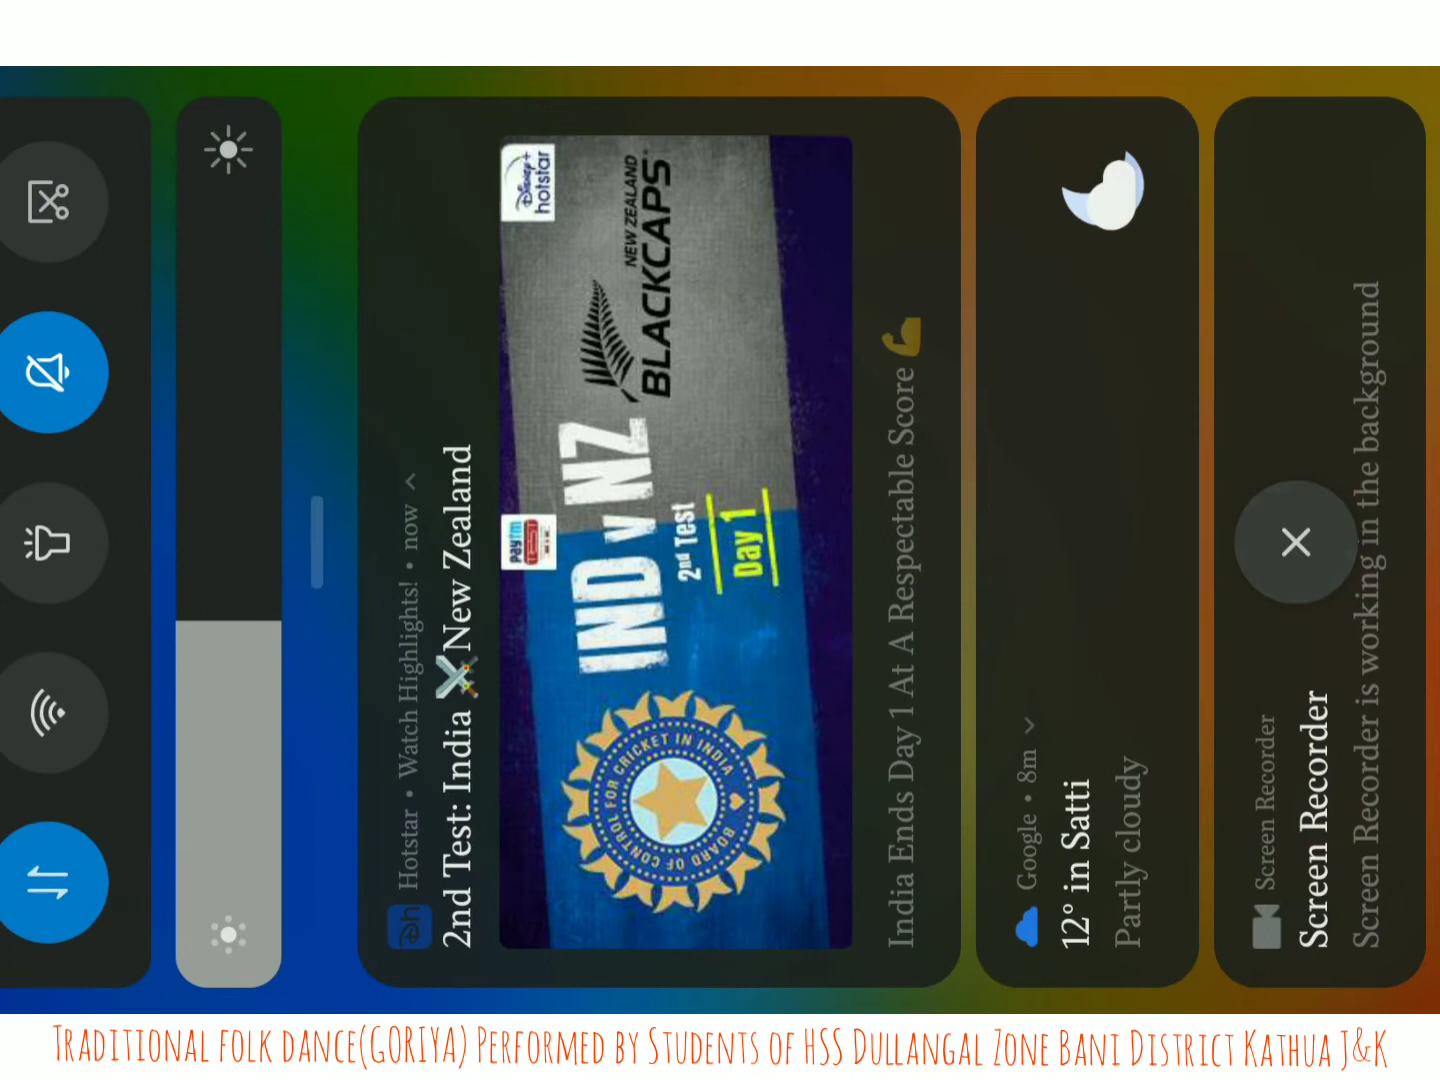 Hotstar • Watch Highlights! • now
2nd Test: India ⚔️New Zealand
Disney+
hotstar
paytm
NEW ZEALAND
BLACKCAPS
IND v NZ
2nd Test
Day 1
BOARD OF CONTROL FOR CRICKET IN INDIA
India Ends Day 1 At A Respectable Score 💪
Google • 8m
12° in Satti
Partly cloudy
Screen Recorder
Screen Recorder
Screen Recorder is working in the background
TRADITIONAL FOLK DANCE(GORIYA) PERFORMED BY STUDENTS OF HSS DULLANGAL ZONE BANI DISTRICT KATHUA J&K